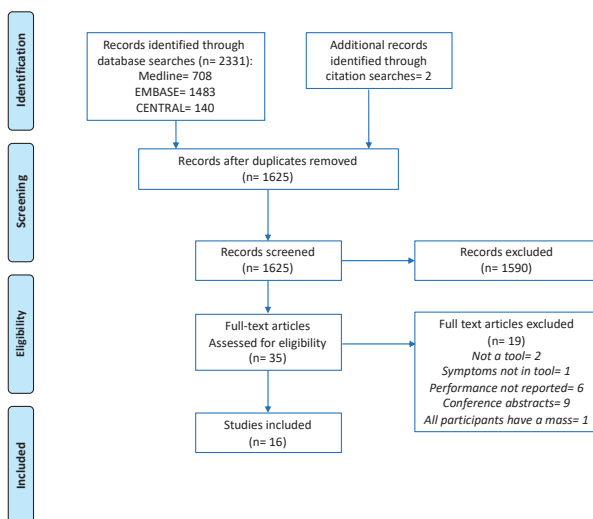 Identification
Records identified through
database searches (n= 2331):
Medline= 708
EMBASE= 1483
CENTRAL= 140
Additional records
identified through
citation searches= 2
Screening
Records after duplicates removed
(n= 1625)
Records screened
(n= 1625)
Records excluded
(n= 1590)
Eligibility
Full-text articles
Assessed for eligibility
(n= 35)
Full text articles excluded
(n= 19)
Not a tool= 2
Symptoms not in tool= 1
Performance not reported= 6
Conference abstracts= 9
All participants have a mass= 1
Included
Studies included
(n= 16)